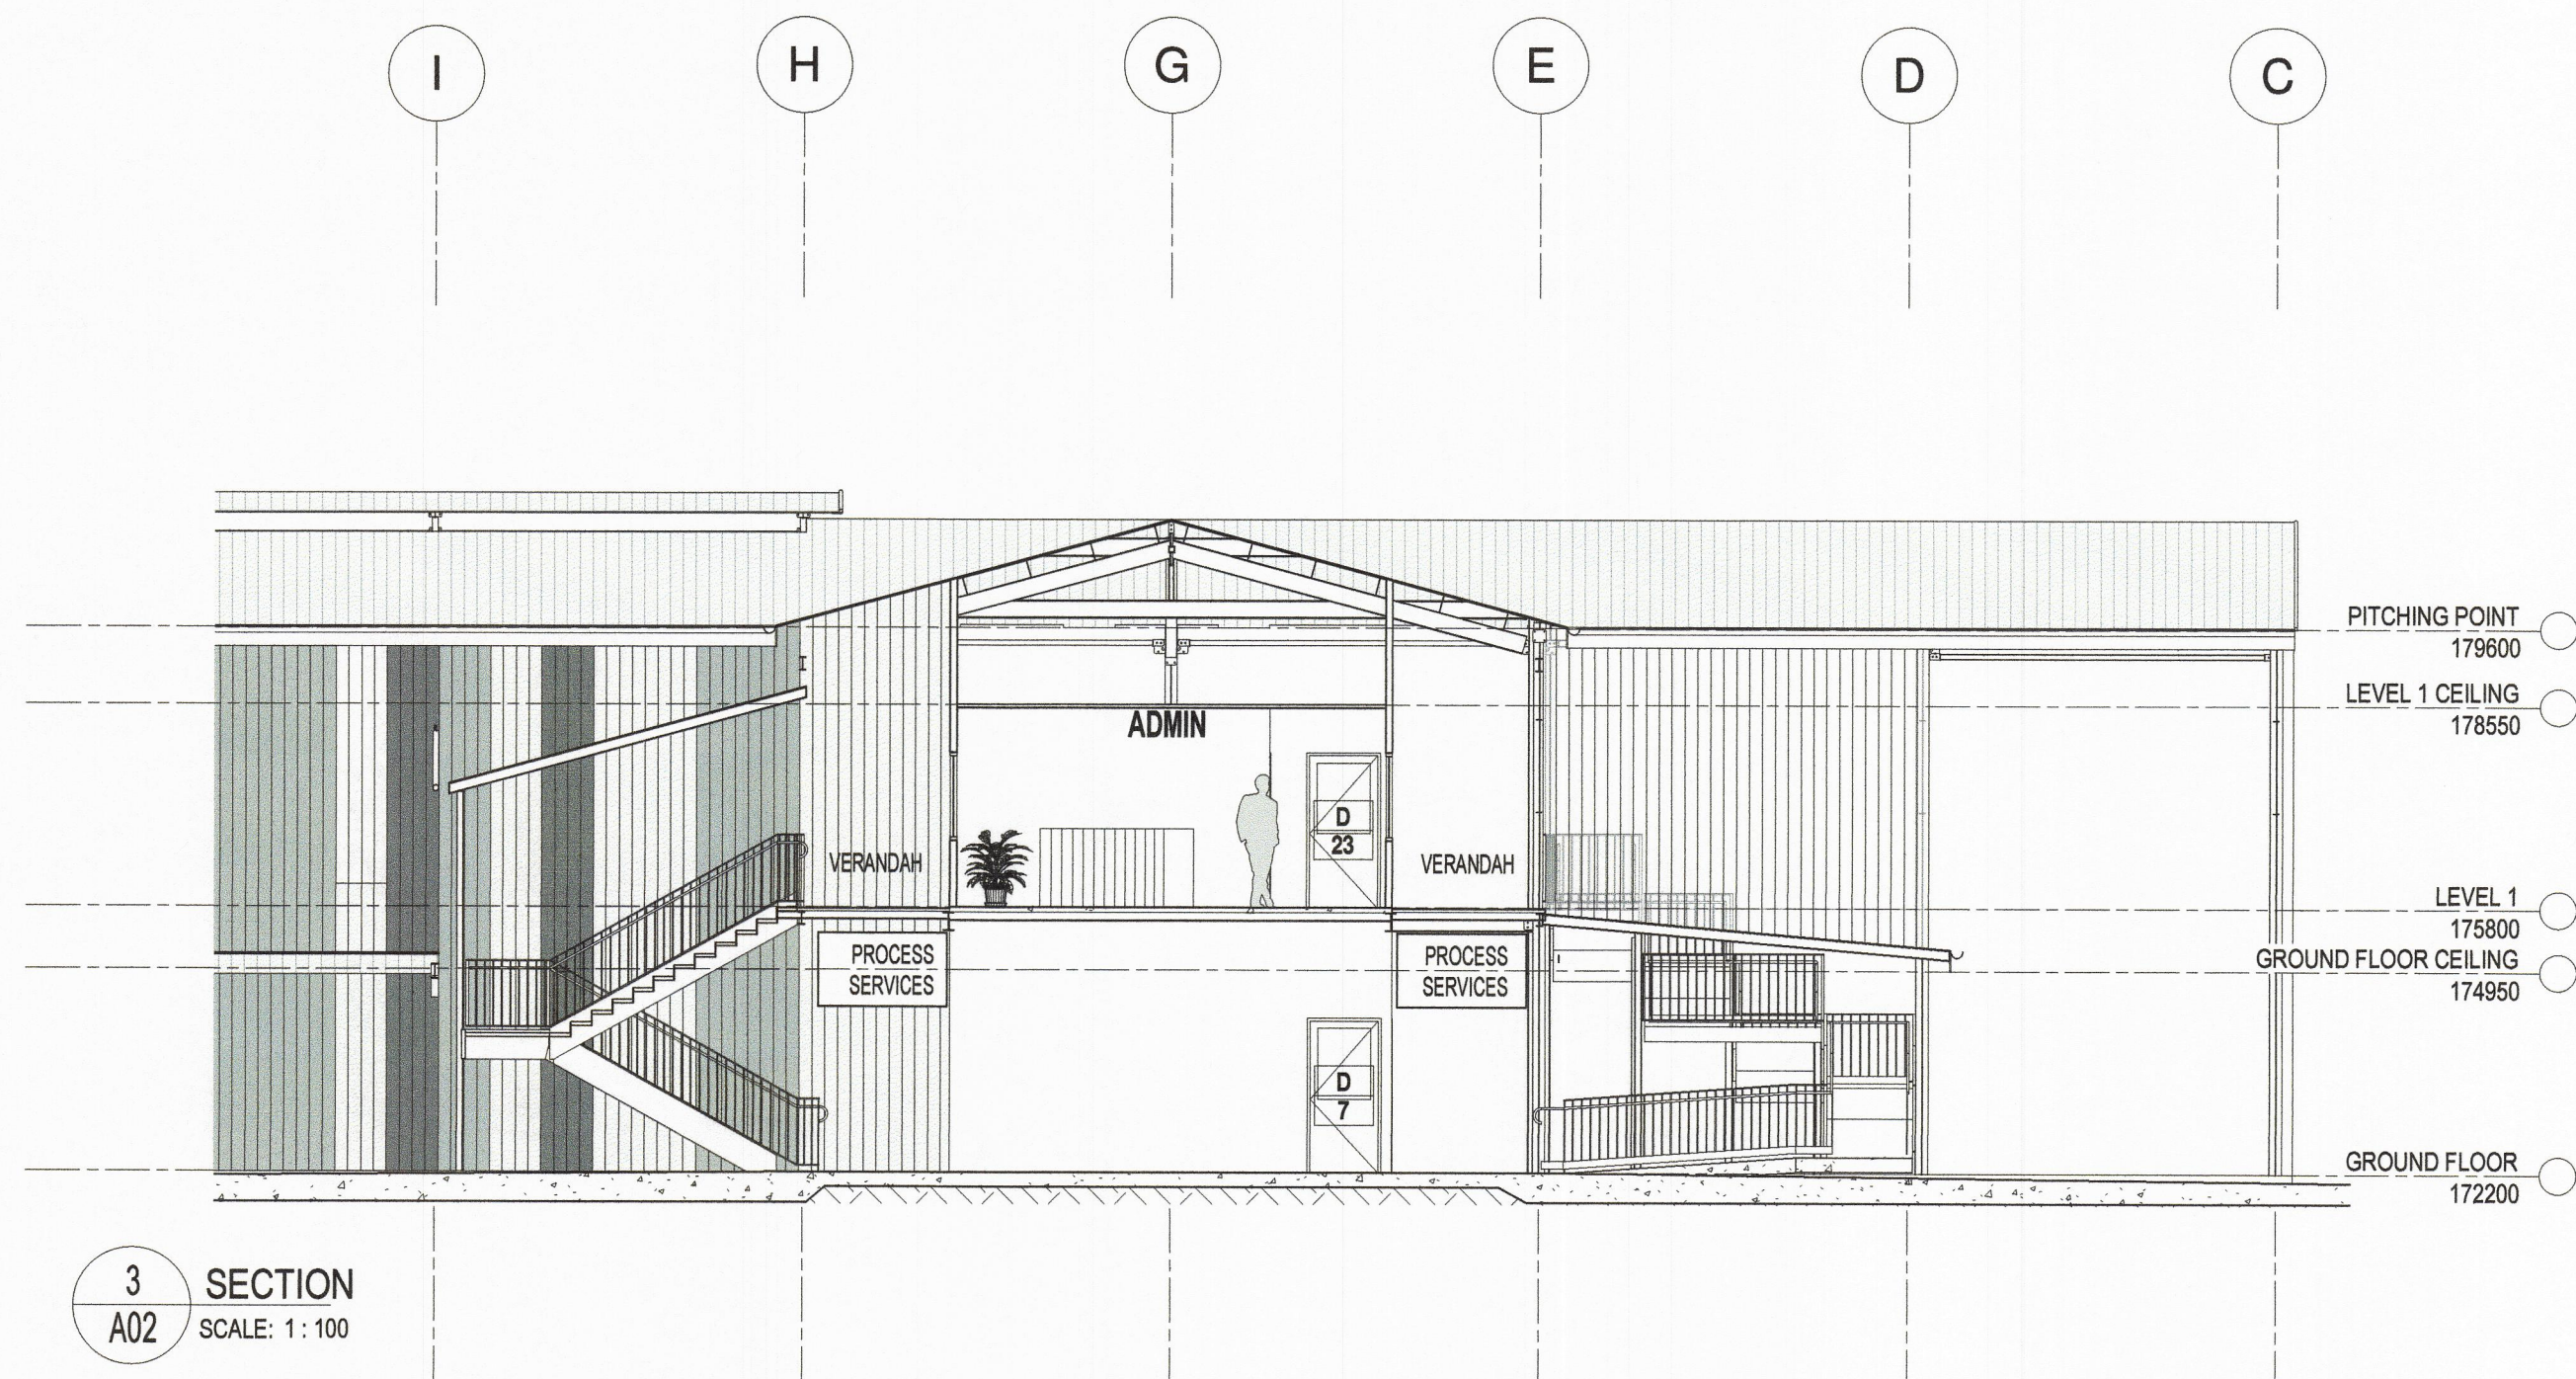 I
H
G
E
D
C
PITCHING POINT
179600
LEVEL 1 CEILING
178550
ADMIN
D
23
VERANDAH
VERANDAH
LEVEL 1
175800
PROCESS
SERVICES
PROCESS
SERVICES
GROUND FLOOR CEILING
174950
D
7
GROUND FLOOR
172200
3
A02
SECTION
SCALE: 1 : 100